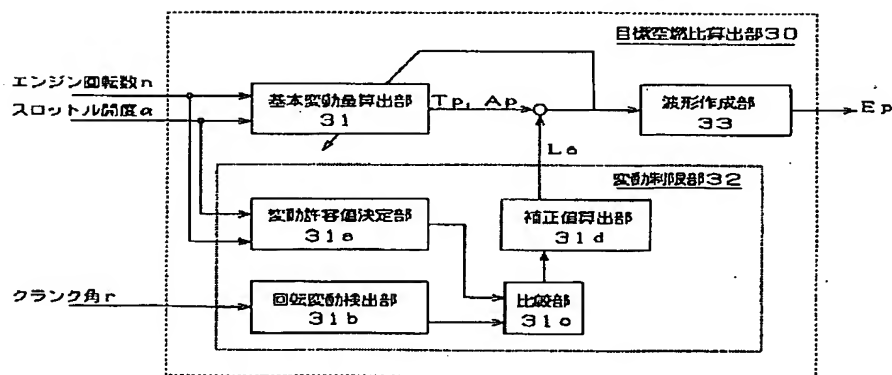 目標空燃比算出部30
エンジン回転数n
スロットル開度α
基本変動量算出部
31
Tp, Ap
波形作成部
33
Ep
La
変動制限部32
変動許容値決定部
31a
補正値算出部
31d
クランク角r
回転変動検出部
31b
比較部
31c